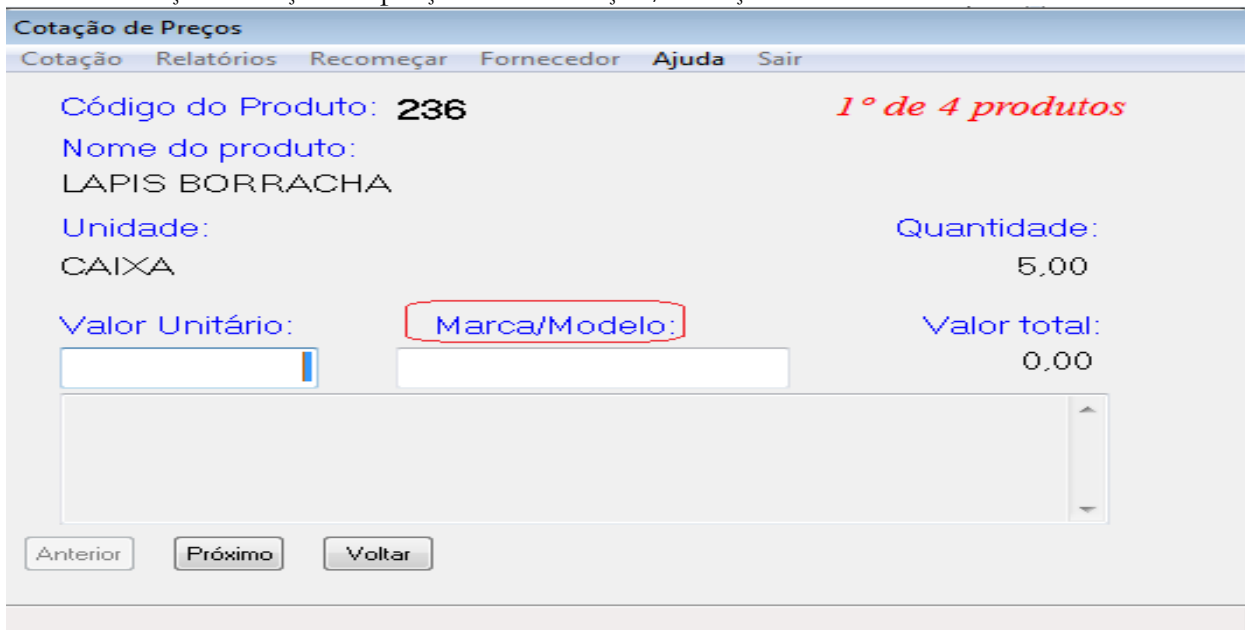 Cotação de Preços
Cotação Relatórios Recomeçar Fornecedor Ajuda Sair
Código do Produto: 236 1º de 4 produtos
Nome do produto:
LAPIS BORRACHA
Unidade: Quantidade:
CAIXA 5,00
Valor Unitário: Marca/Modelo: Valor total:
0,00
Anterior Próximo Voltar